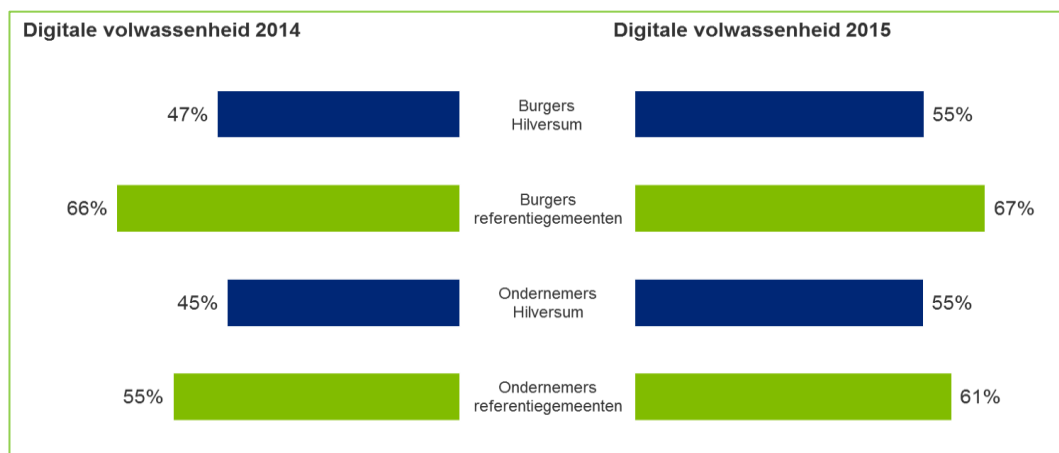 Digitale volwassenheid 2014
Digitale volwassenheid 2015
47%
Burgers
Hilversum
55%
66%
Burgers
referentiegemeenten
67%
45%
Ondernemers
Hilversum
55%
55%
Ondernemers
referentiegemeenten
61%